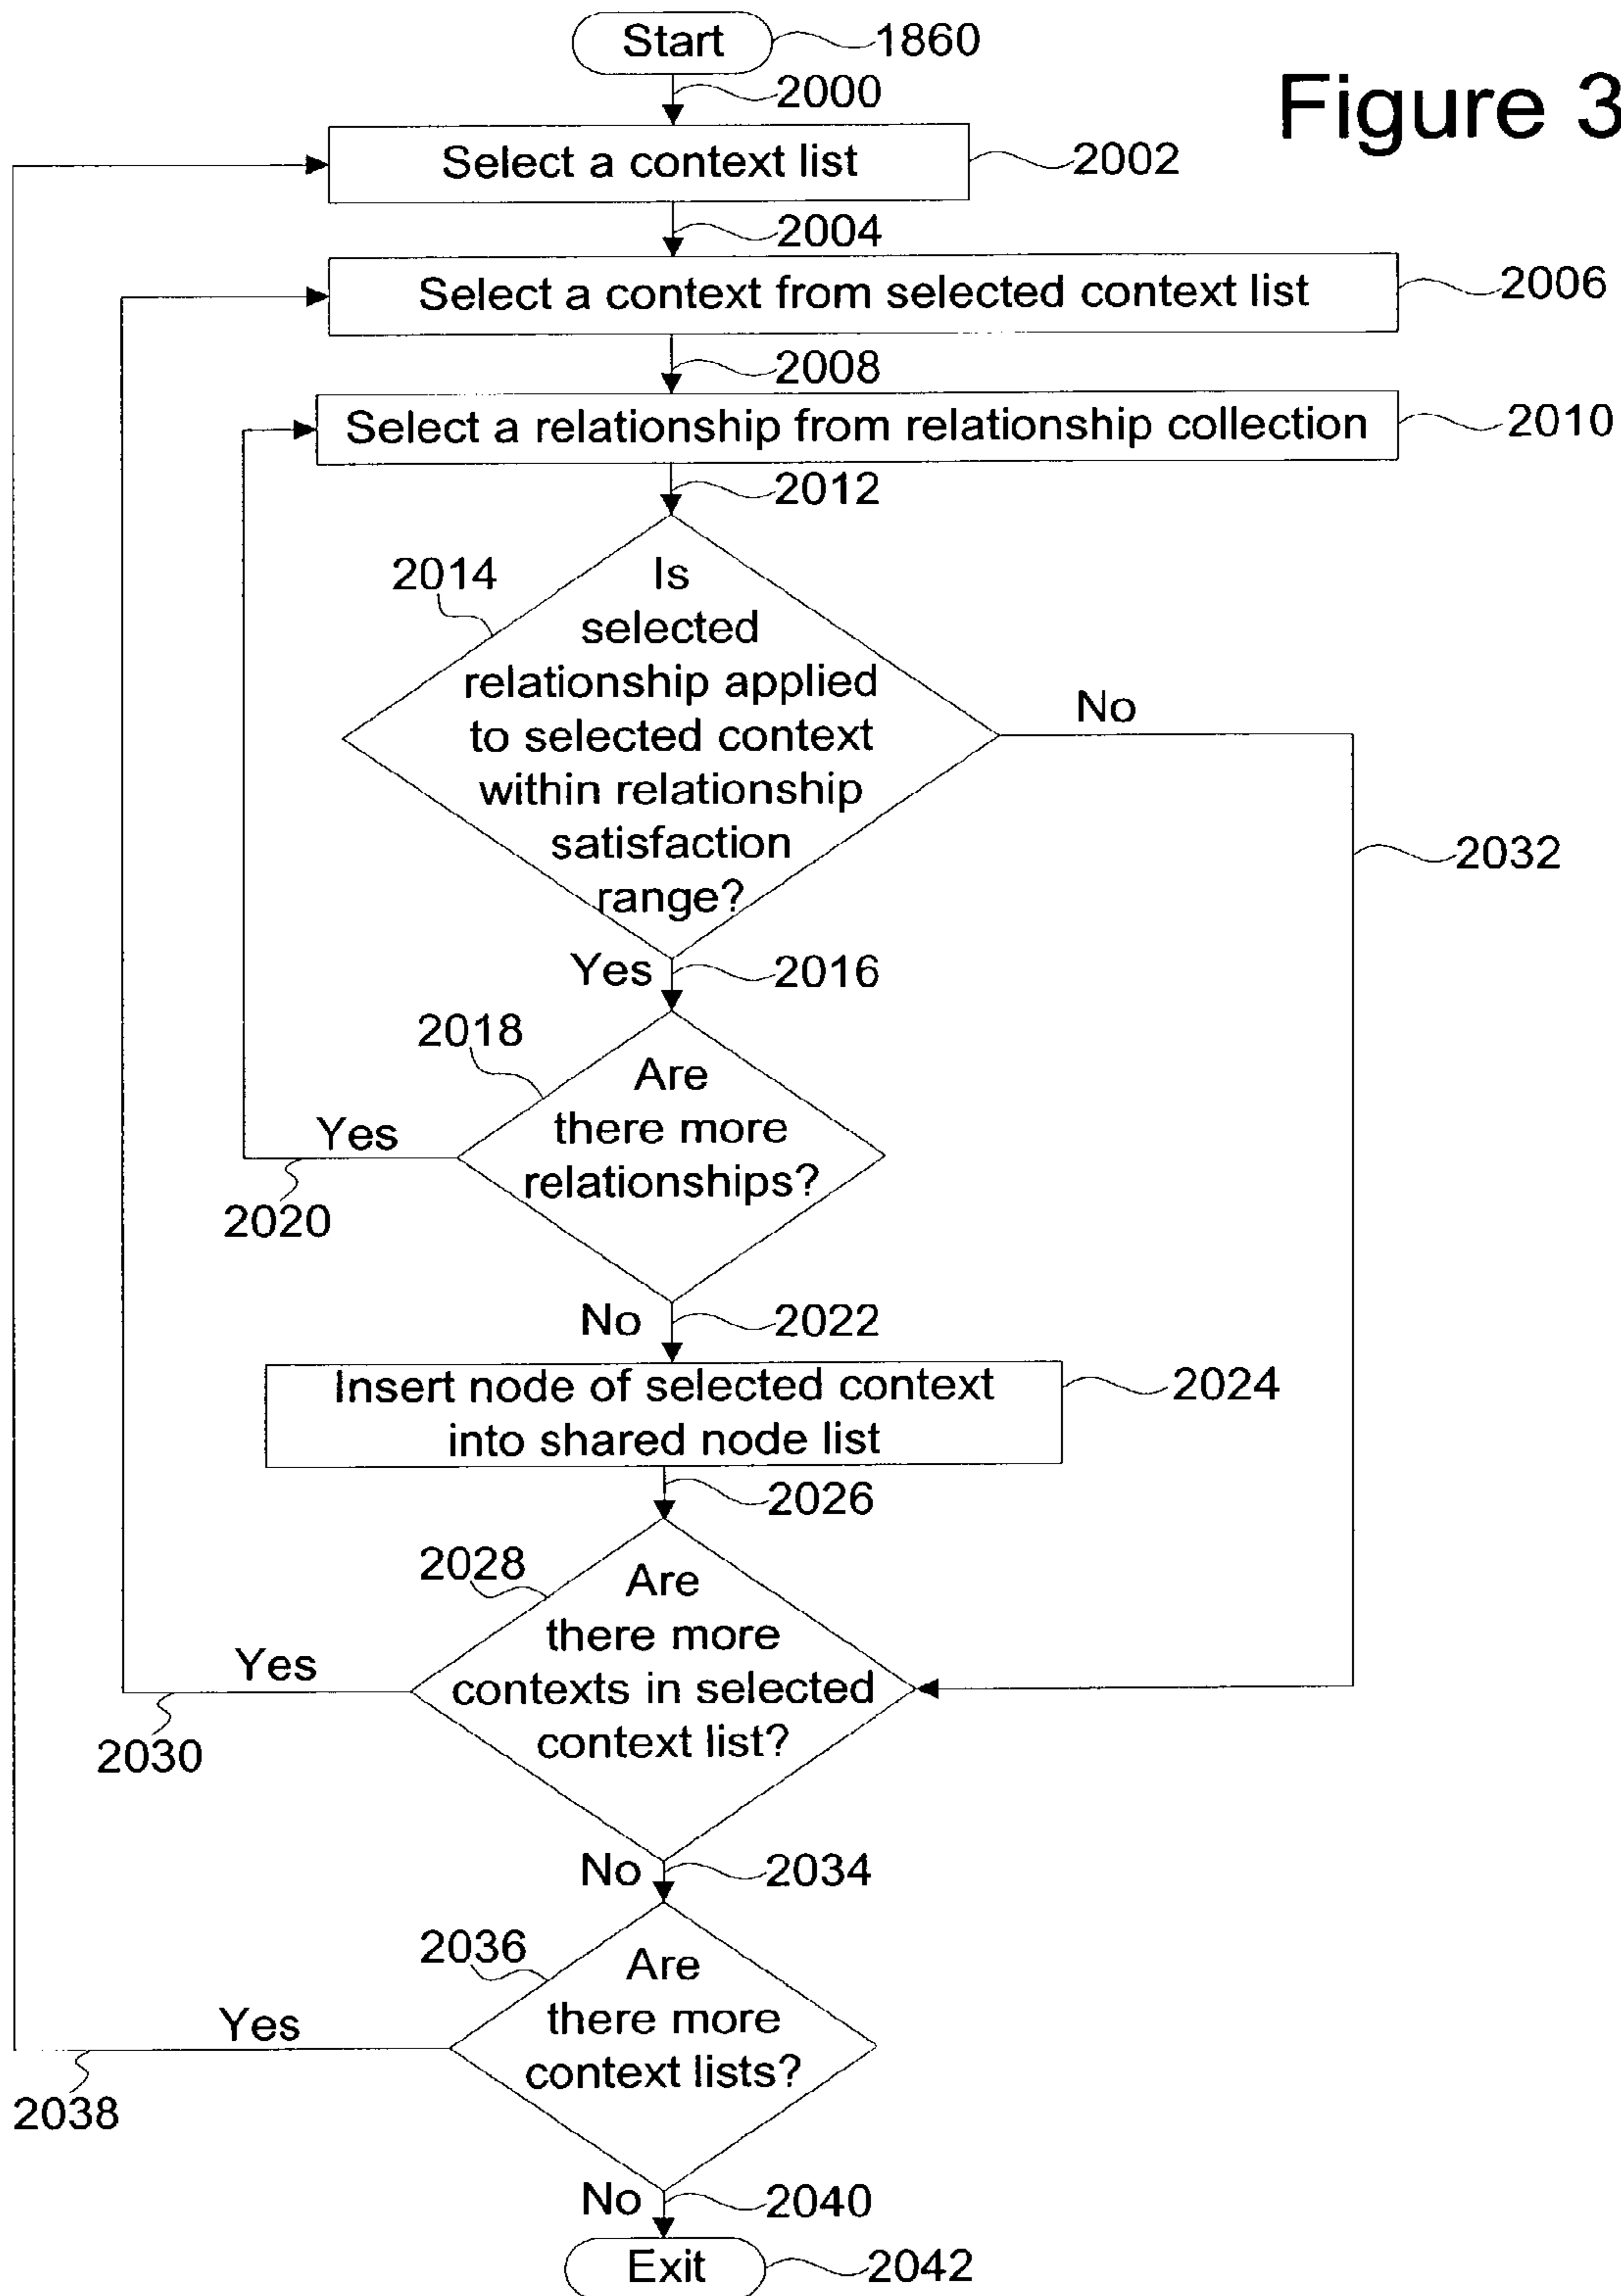 Start
1860
2000
Figure 3
Select a context list
2002
2004
Select a context from selected context list
2006
2008
Select a relationship from relationship collection
2010
2012
2014
Is
selected
relationship applied
to selected context
within relationship
satisfaction
range?
No
2032
Yes
2016
2018
Are
there more
relationships?
Yes
2020
No
2022
Insert node of selected context
into shared node list
2024
2026
2028
Are
there more
contexts in selected
context list?
Yes
2030
No
2034
2036
Are
there more
context lists?
Yes
2038
No
2040
Exit
2042